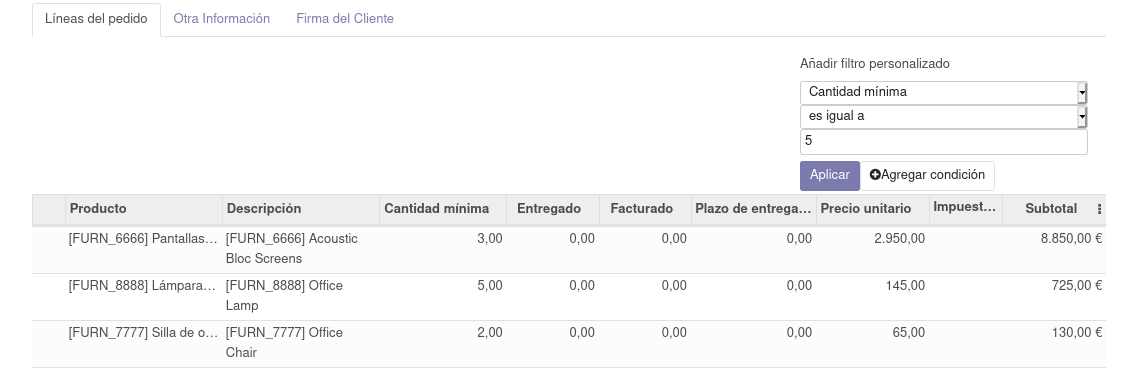 Líneas del pedido Otra Información Firma del Cliente
Añadir filtro personalizado
Cantidad mínima
es igual a
5
Aplicar Agregar condición
Producto Descripción Cantidad mínima Entregado Facturado Plazo de entrega... Precio unitario Impuest... Subtotal
[FURN_6666] Pantallas... [FURN_6666] Acoustic 3,00 0,00 0,00 0,00 2.950,00 8.850,00 €
Bloc Screens
[FURN_8888] Lámpara... [FURN_8888] Office 5,00 0,00 0,00 0,00 145,00 725,00 €
Lamp
[FURN_7777] Silla de o... [FURN_7777] Office 2,00 0,00 0,00 0,00 65,00 130,00 €
Chair